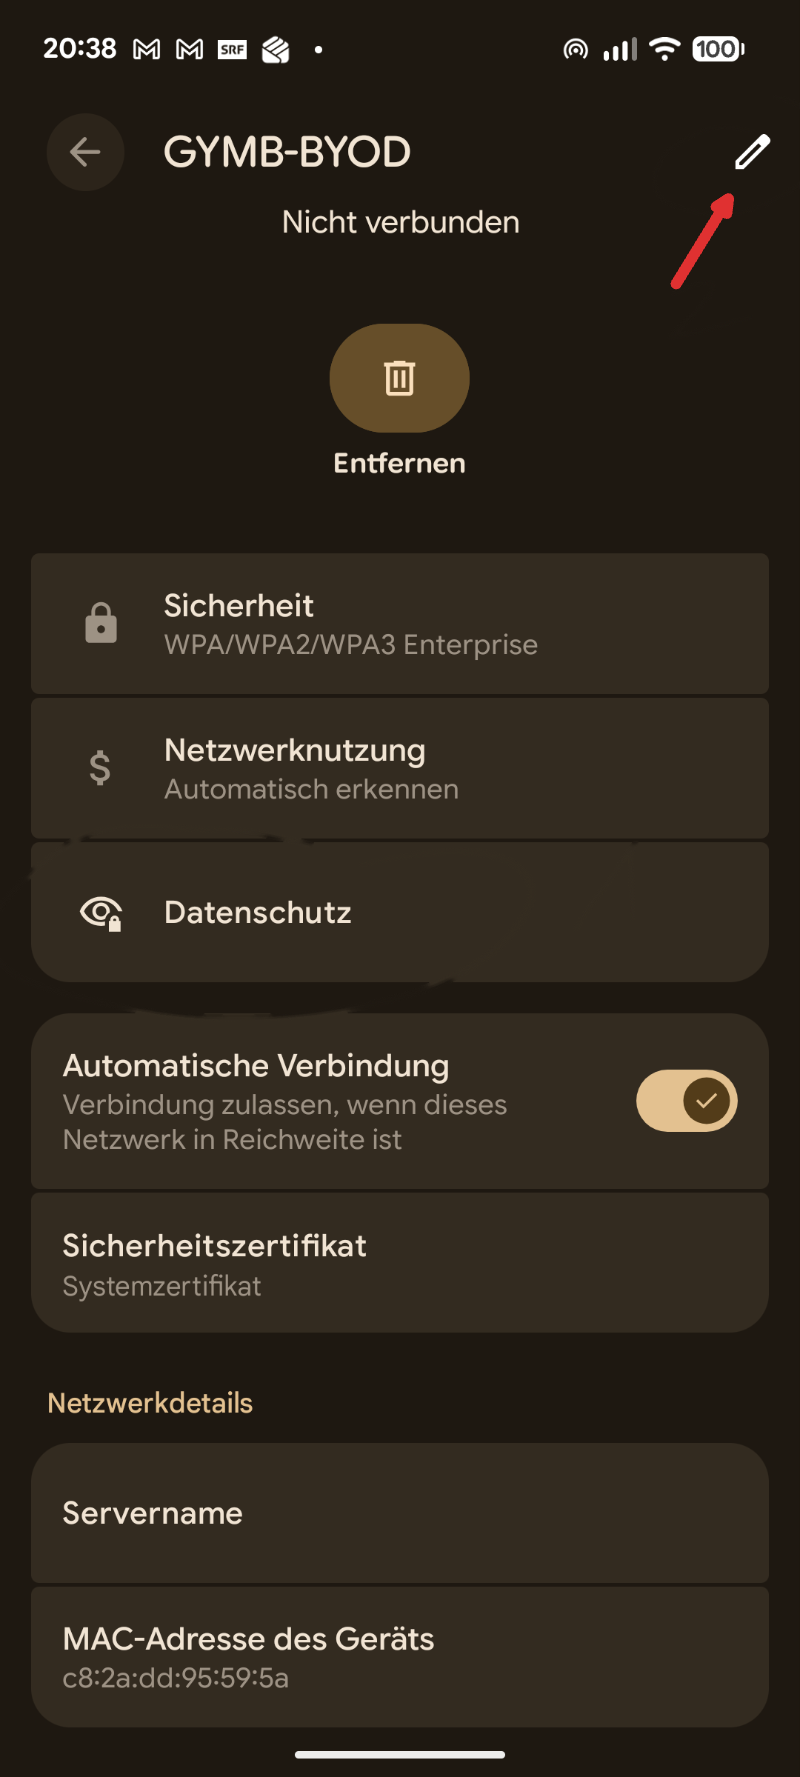 20:38 SRF 100
GYMB-BYOD
Nicht verbunden
Entfernen
Sicherheit
WPA/WPA2/WPA3 Enterprise
Netzwerknutzung
Automatisch erkennen
Datenschutz
Automatische Verbindung
Verbindung zulassen, wenn dieses
Netzwerk in Reichweite ist
Sicherheitszertifikat
Systemzertifikat
Netzwerkdetails
Servername
MAC-Adresse des Geräts
c8:2a:dd:95:59:5a